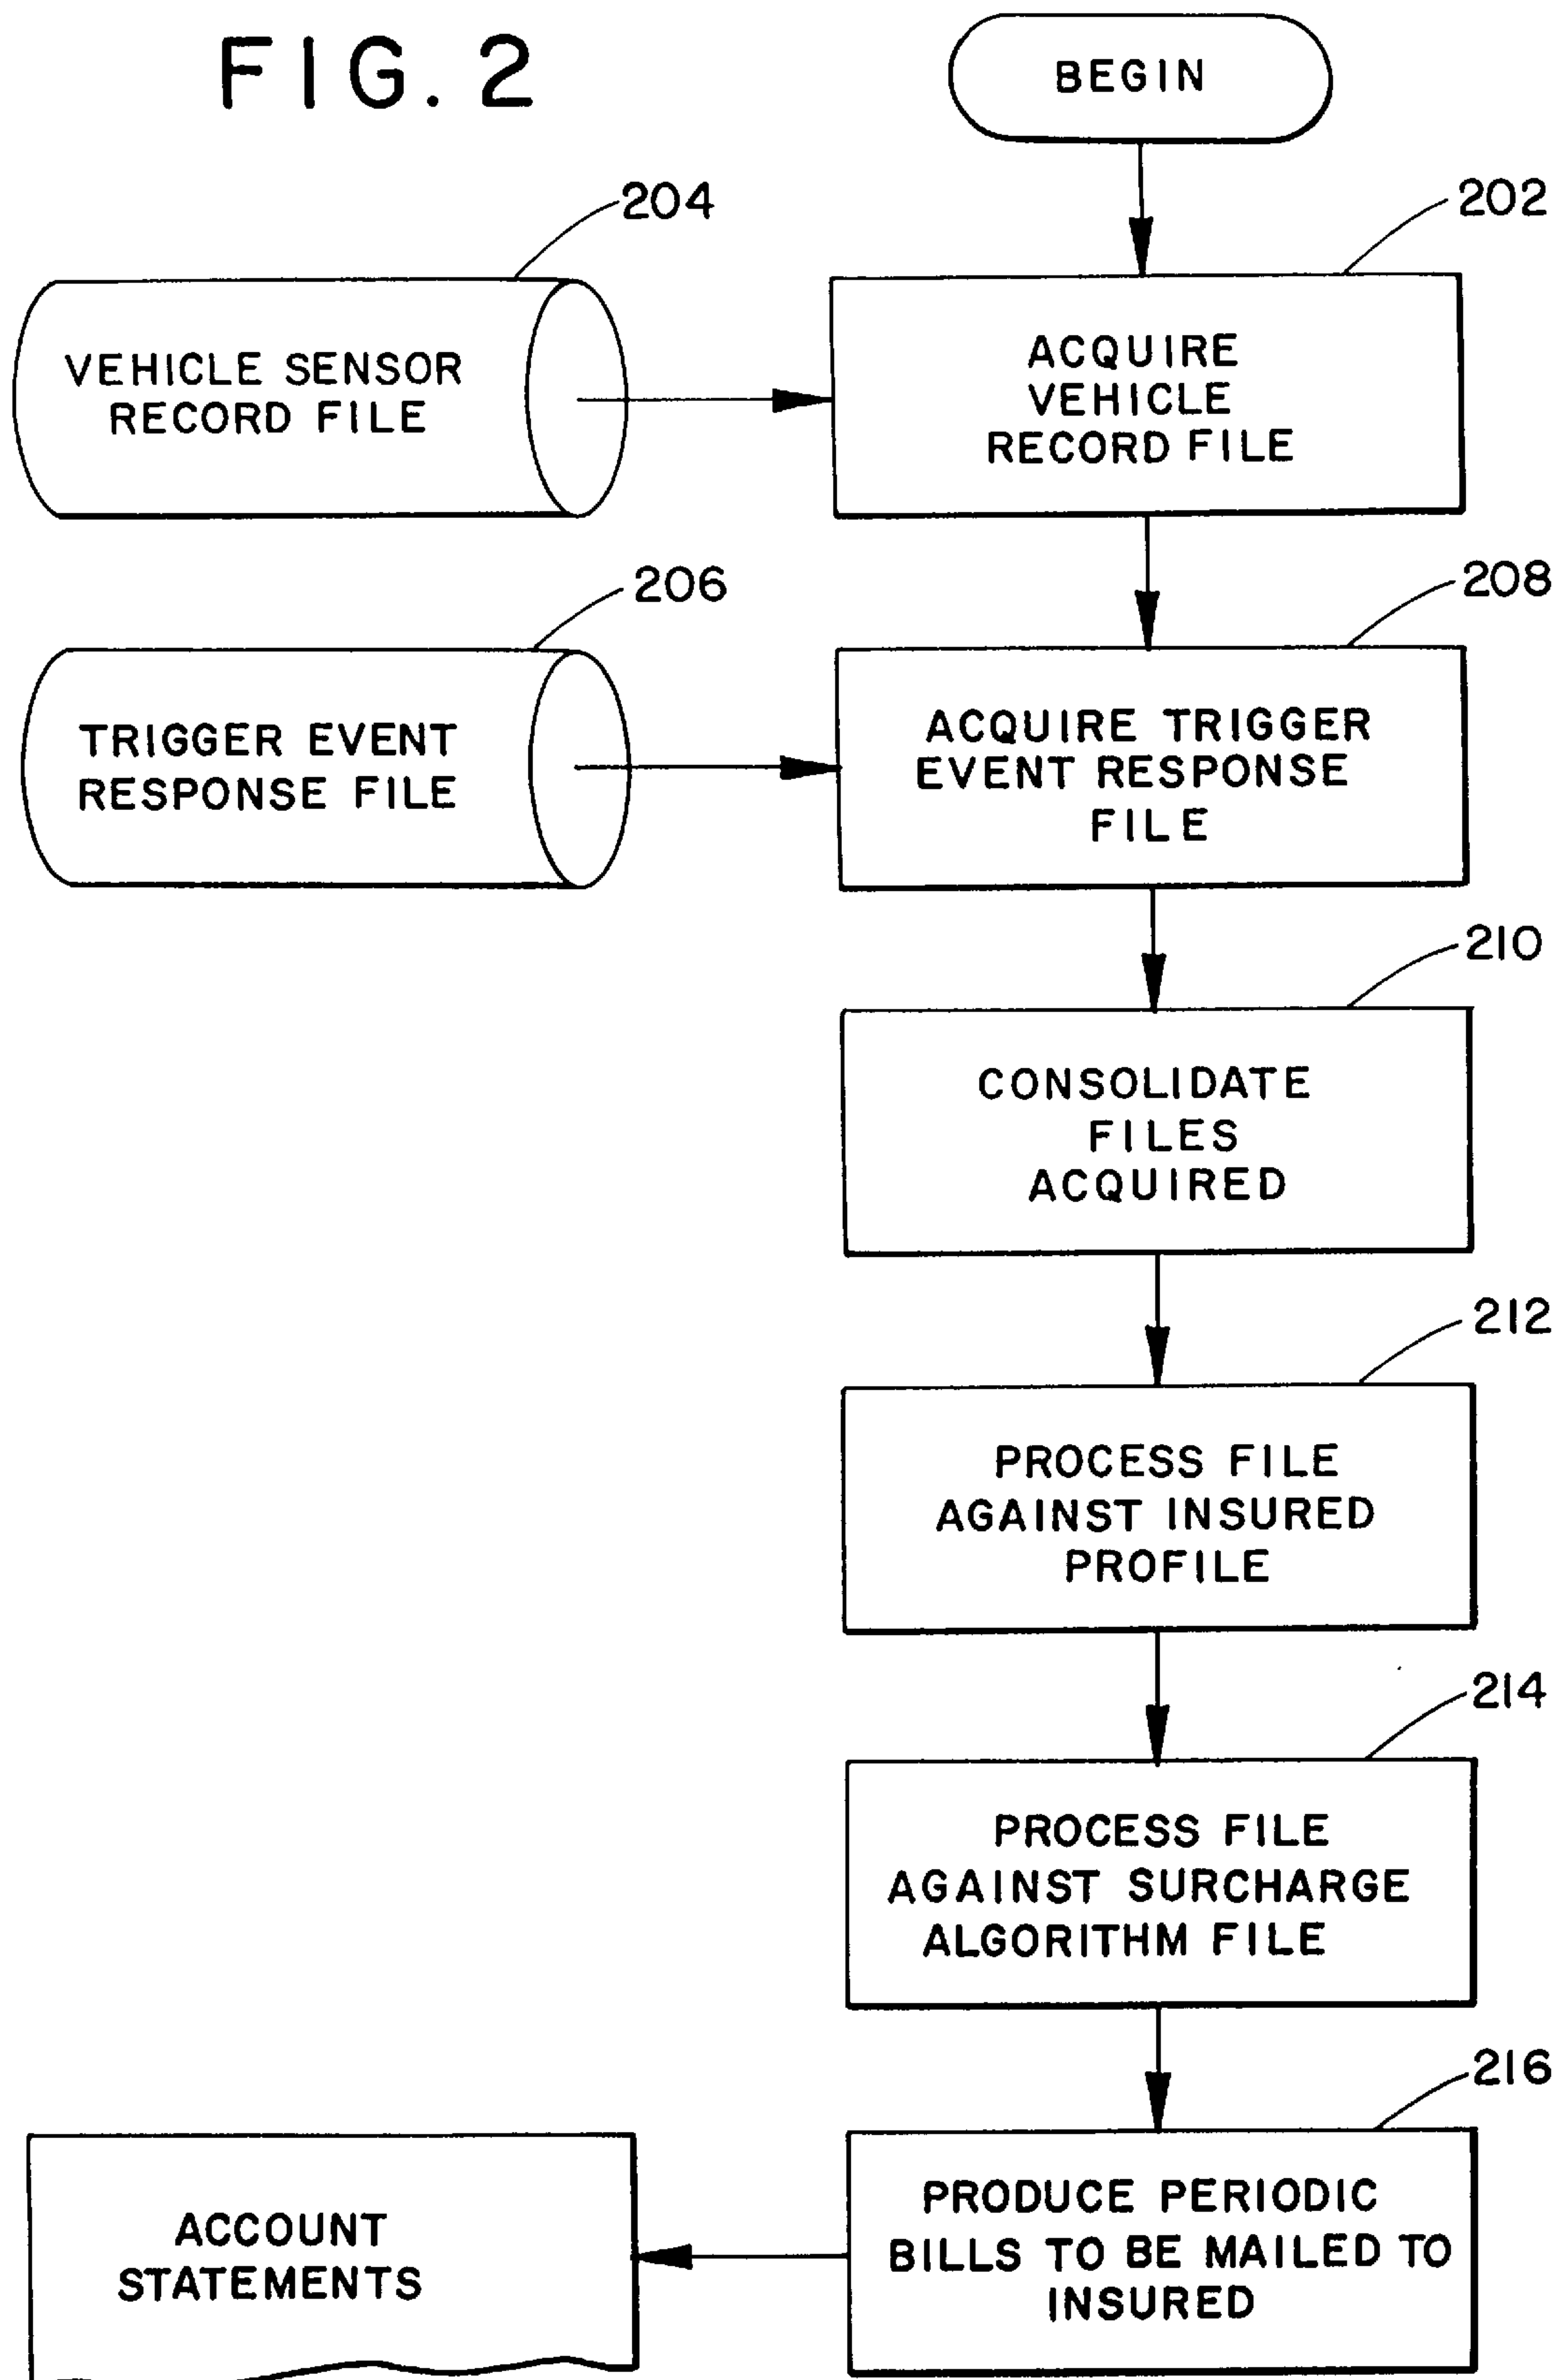 FIG. 2
BEGIN
204
202
VEHICLE SENSOR
RECORD FILE
ACQUIRE
VEHICLE
RECORD FILE
206
208
TRIGGER EVENT
RESPONSE FILE
ACQUIRE TRIGGER
EVENT RESPONSE
FILE
210
CONSOLIDATE
FILES
ACQUIRED
212
PROCESS FILE
AGAINST INSURED
PROFILE
214
PROCESS FILE
AGAINST SURCHARGE
ALGORITHM FILE
216
PRODUCE PERIODIC
BILLS TO BE MAILED TO
INSURED
ACCOUNT
STATEMENTS